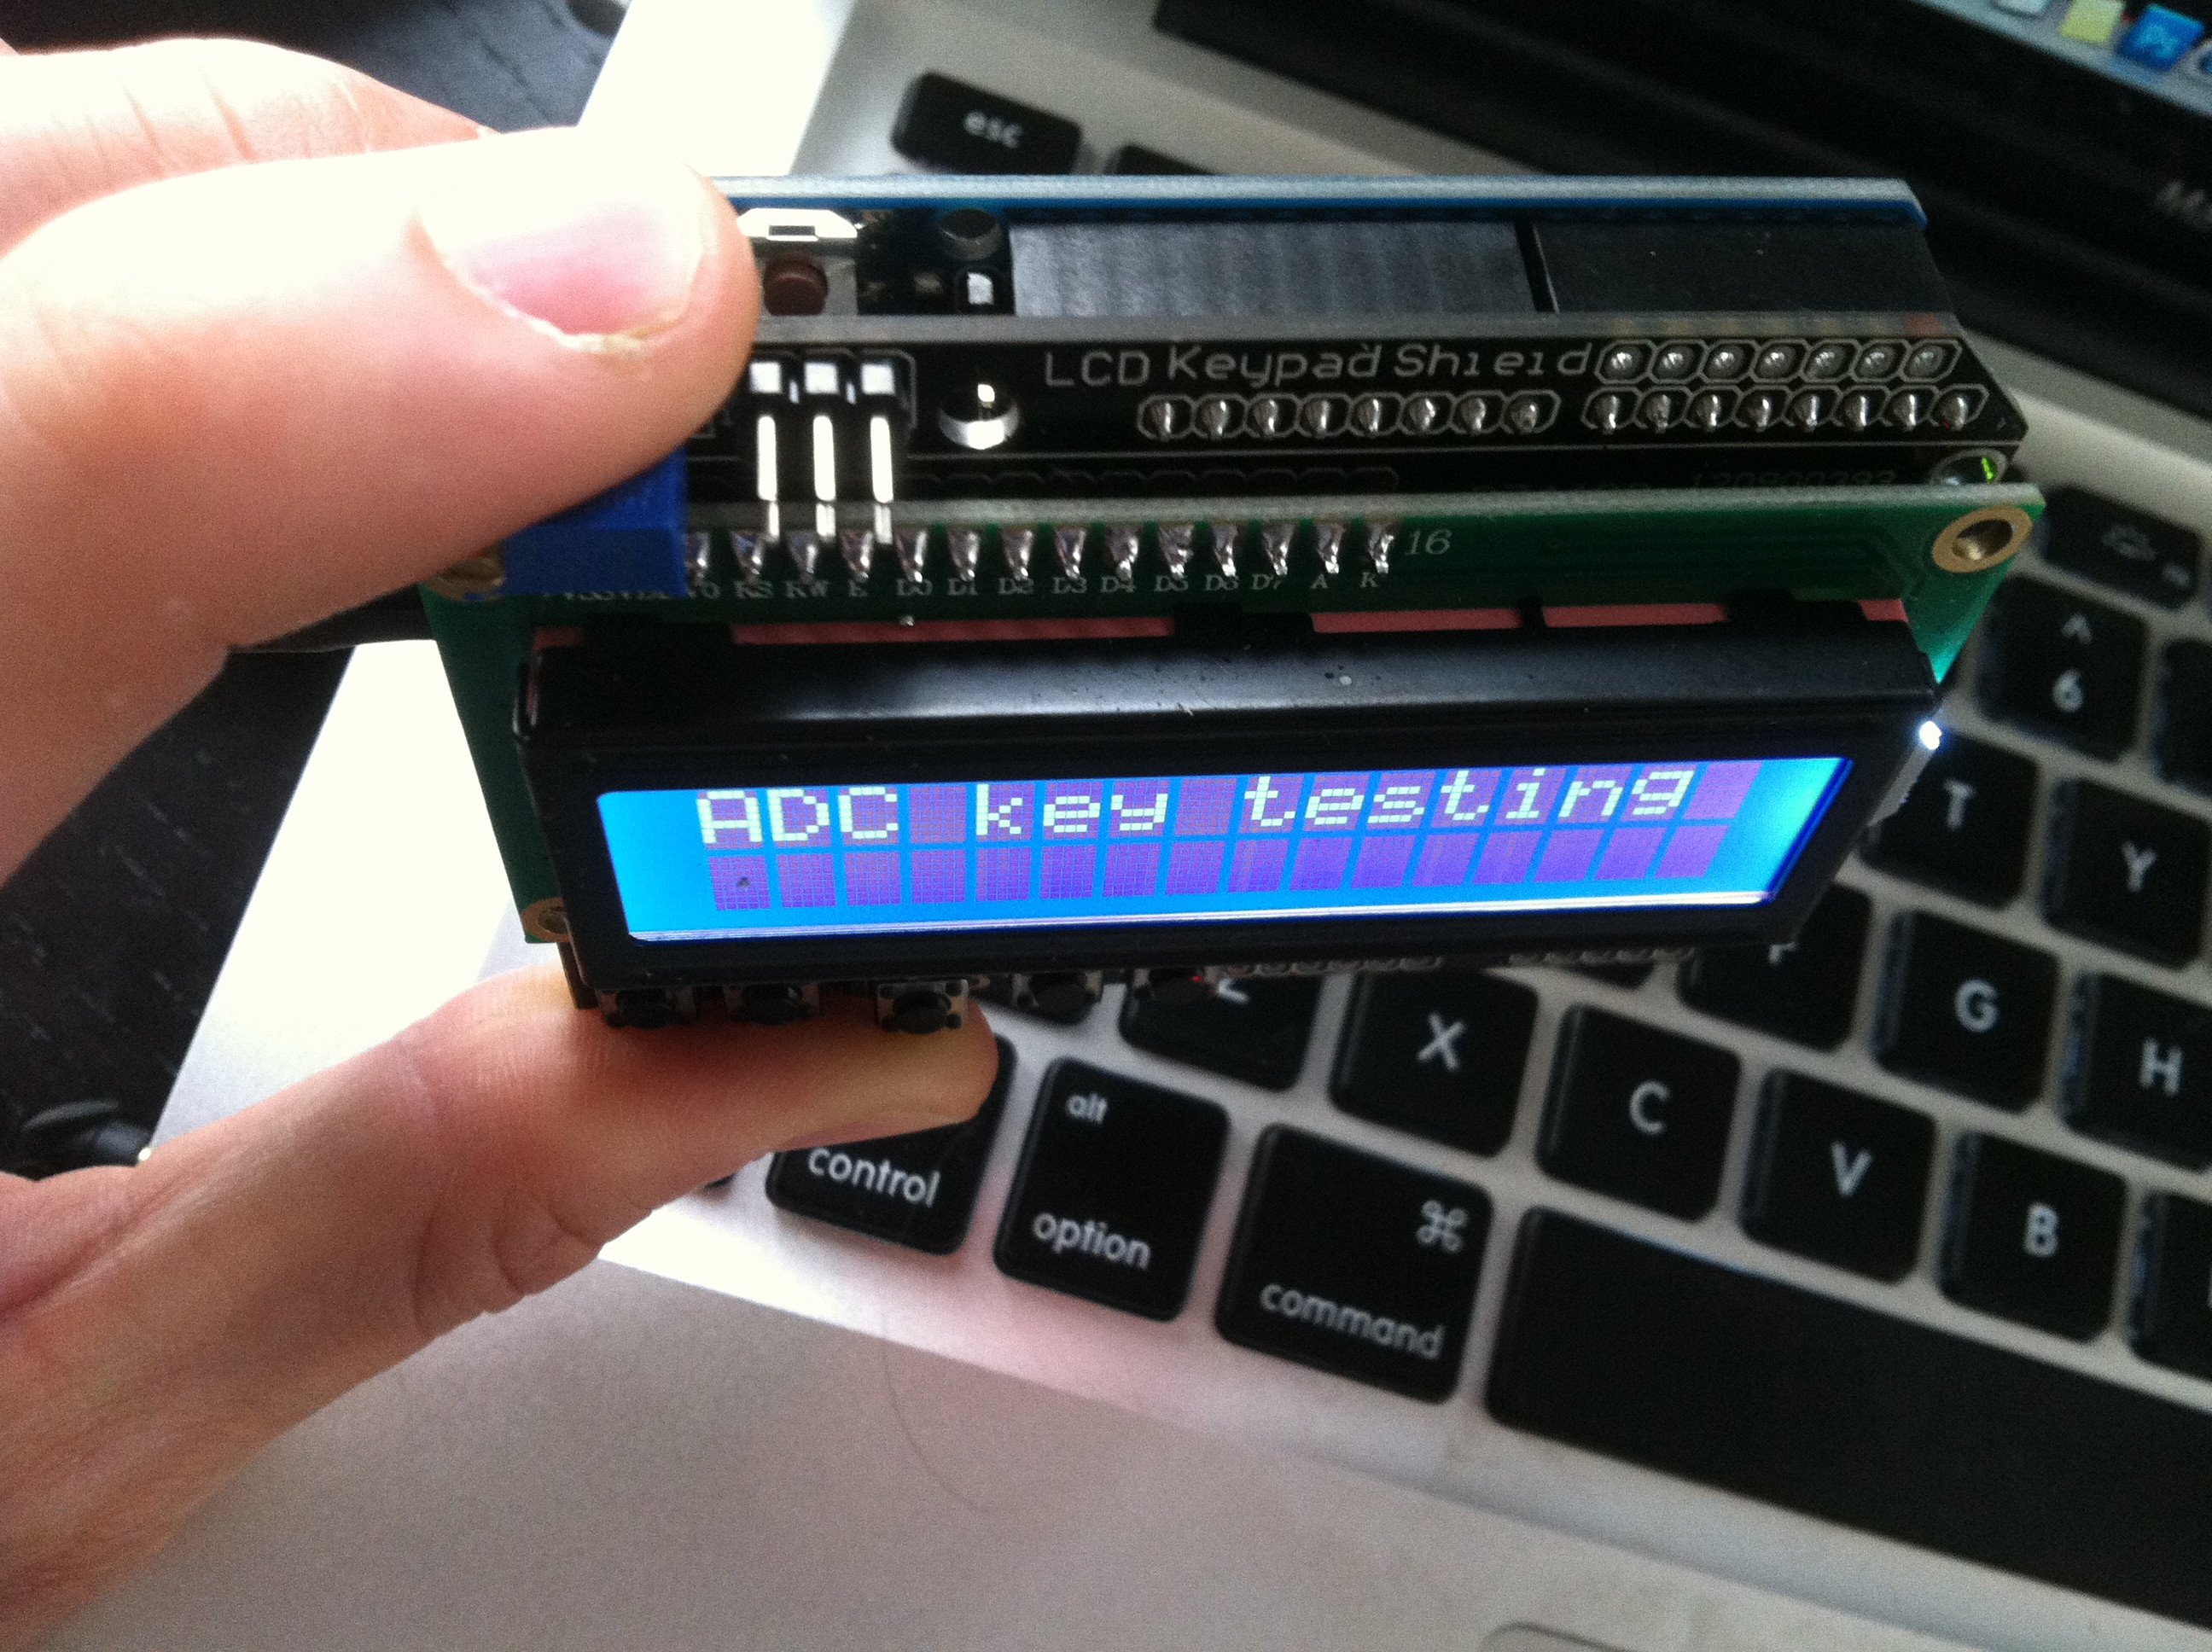 Ps
esc
LCD Keypad Shield
16
RS RW E D0 D1 D2 D3 D4 D5 D6 D7 A K
^
6
ADC key testing
T
Y
G
H
X
C
V
B
alt
control
option
⌘
command